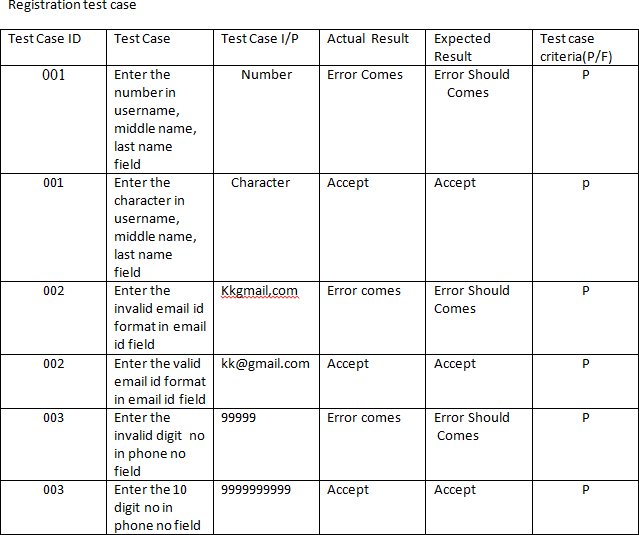 Registration test case
Test Case ID
Test Case
Test Case I/P
Actual Result
Expected
Result
Test case
criteria(P/F)
001
Enter the
number in
username,
middle name,
last name
field
Number
Error Comes
Error Should
Comes
P
001
Enter the
character in
username,
middle name,
last name
field
Character
Accept
Accept
p
002
Enter the
invalid email id
format in email
id field
Kkgmail,com
Error comes
Error Should
Comes
P
002
Enter the valid
email id format
in email id field
kk@gmail.com
Accept
Accept
P
003
Enter the
invalid digit no
in phone no
field
99999
Error comes
Error Should
Comes
P
003
Enter the 10
digit no in
phone no field
9999999999
Accept
Accept
P